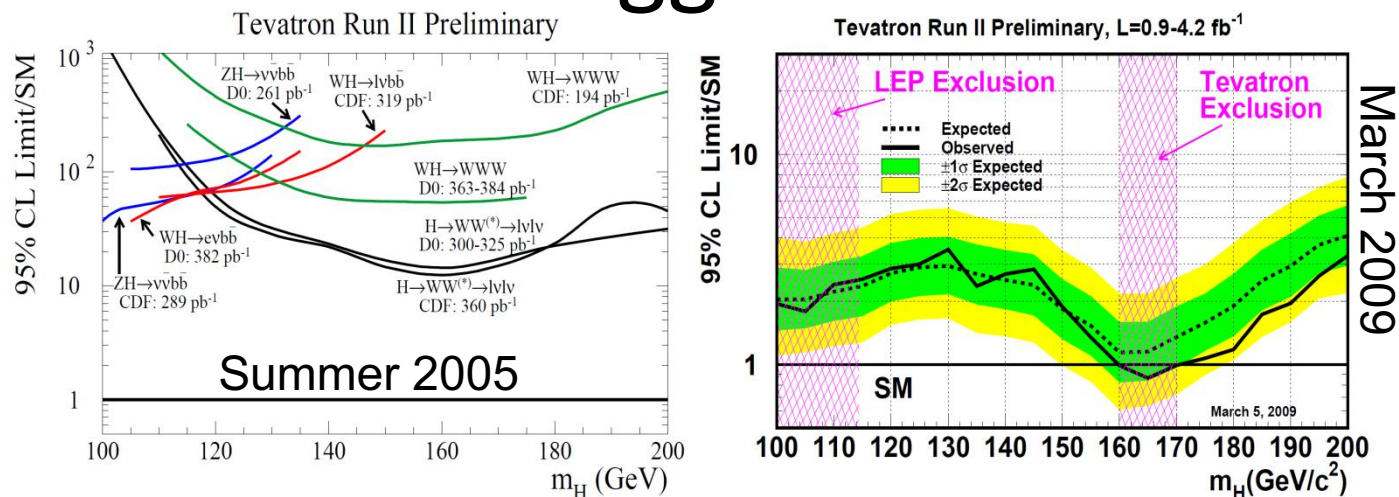 gg
Tevatron Run II Preliminary
95% CL Limit/SM
10³
10²
10
1
ZH→νν̄bb̄
D0: 261 pb⁻¹
WH→lνbb̄
CDF: 319 pb⁻¹
WH→WWW
CDF: 194 pb⁻¹
WH→WWW
D0: 363-384 pb⁻¹
WH→eνbb̄
D0: 382 pb⁻¹
H→WW⁽*⁾→lνlν
D0: 300-325 pb⁻¹
ZH→νν̄bb̄
CDF: 289 pb⁻¹
H→WW⁽*⁾→lνlν
CDF: 360 pb⁻¹
Summer 2005
100 120 140 160 180 200
m_H (GeV)
Tevatron Run II Preliminary, L=0.9-4.2 fb⁻¹
95% CL Limit/SM
10
1
LEP Exclusion
Tevatron
Exclusion
Expected
Observed
±1σ Expected
±2σ Expected
SM
March 5, 2009
100 110 120 130 140 150 160 170 180 190 200
m_H(GeV/c²)
March 2009